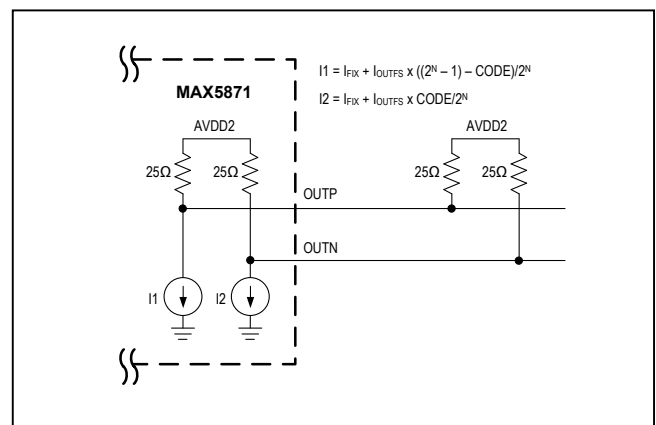 I1 = IFIX + IOUTFS x ((2ᴺ – 1) – CODE)/2ᴺ
MAX5871
I2 = IFIX + IOUTFS x CODE/2ᴺ
AVDD2
AVDD2
25Ω
25Ω
25Ω
25Ω
OUTP
OUTN
I1
I2